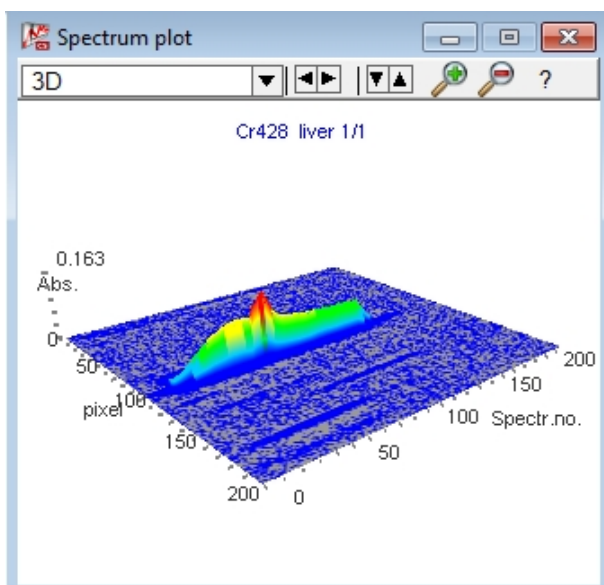 Spectrum plot
3D
?
Cr428 liver 1/1
0.163
Abs.
0
50
100
pixel
150
200
0
50
100
150
200
Spectr.no.